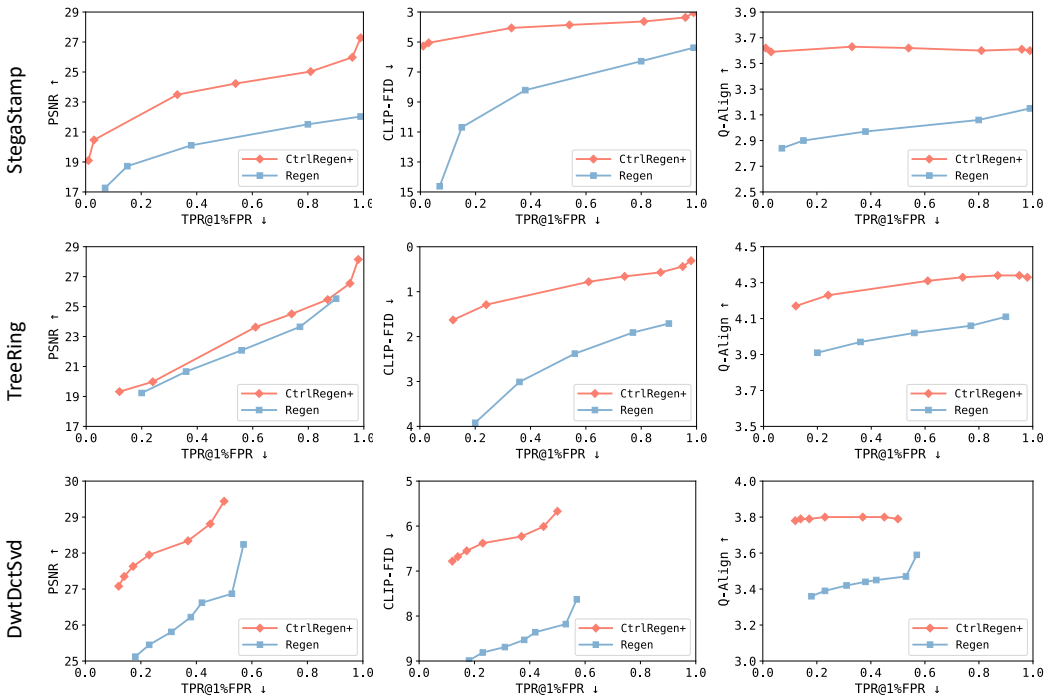 StegaStamp
PSNR ↑
29
27
25
23
21
19
17
0.0 0.2 0.4 0.6 0.8 1.0
TPR@1%FPR ↓
CtrlRegen+
Regen
CLIP-FID ↓
3
5
7
9
11
13
15
0.0 0.2 0.4 0.6 0.8 1.0
TPR@1%FPR ↓
CtrlRegen+
Regen
Q-Align ↑
3.9
3.7
3.5
3.3
3.1
2.9
2.7
2.5
0.0 0.2 0.4 0.6 0.8 1.0
TPR@1%FPR ↓
CtrlRegen+
Regen
TreeRing
PSNR ↑
29
27
25
23
21
19
17
0.0 0.2 0.4 0.6 0.8 1.0
TPR@1%FPR ↓
CtrlRegen+
Regen
CLIP-FID ↓
0
1
2
3
4
0.0 0.2 0.4 0.6 0.8 1.0
TPR@1%FPR ↓
CtrlRegen+
Regen
Q-Align ↑
4.5
4.3
4.1
3.9
3.7
3.5
0.0 0.2 0.4 0.6 0.8 1.0
TPR@1%FPR ↓
CtrlRegen+
Regen
DwtDctSvd
PSNR ↑
30
29
28
27
26
25
0.0 0.2 0.4 0.6 0.8 1.0
TPR@1%FPR ↓
CtrlRegen+
Regen
CLIP-FID ↓
5
6
7
8
9
0.0 0.2 0.4 0.6 0.8 1.0
TPR@1%FPR ↓
CtrlRegen+
Regen
Q-Align ↑
4.0
3.8
3.6
3.4
3.2
3.0
0.0 0.2 0.4 0.6 0.8 1.0
TPR@1%FPR ↓
CtrlRegen+
Regen